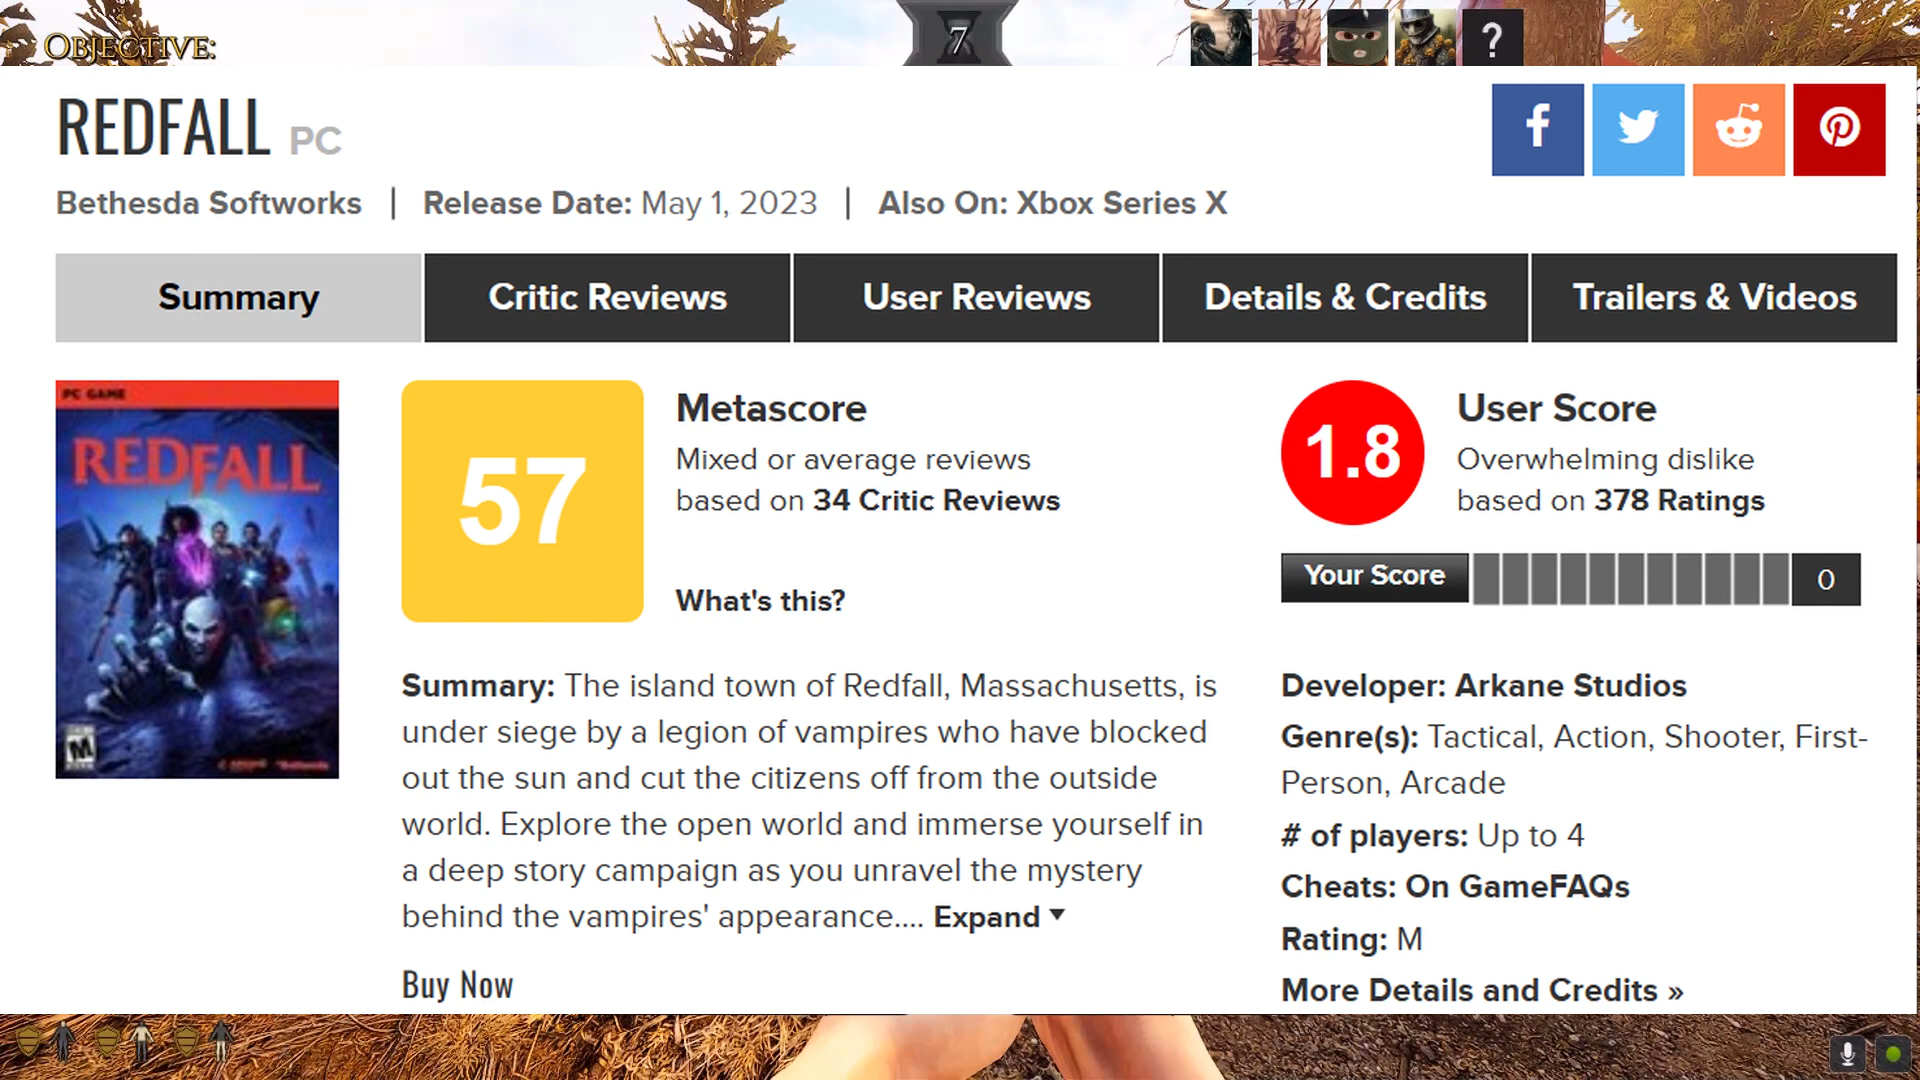 OBJECTIVE:
7
?
REDFALL PC
Bethesda Softworks | Release Date: May 1, 2023 | Also On: Xbox Series X
Summary Critic Reviews User Reviews Details & Credits Trailers & Videos
PC GAME
REDFALL
M
57
Metascore
Mixed or average reviews
based on 34 Critic Reviews
What's this?
1.8
User Score
Overwhelming dislike
based on 378 Ratings
Your Score 0
Summary: The island town of Redfall, Massachusetts, is
under siege by a legion of vampires who have blocked
out the sun and cut the citizens off from the outside
world. Explore the open world and immerse yourself in
a deep story campaign as you unravel the mystery
behind the vampires' appearance.... Expand
Buy Now
Developer: Arkane Studios
Genre(s): Tactical, Action, Shooter, First-
Person, Arcade
# of players: Up to 4
Cheats: On GameFAQs
Rating: M
More Details and Credits »